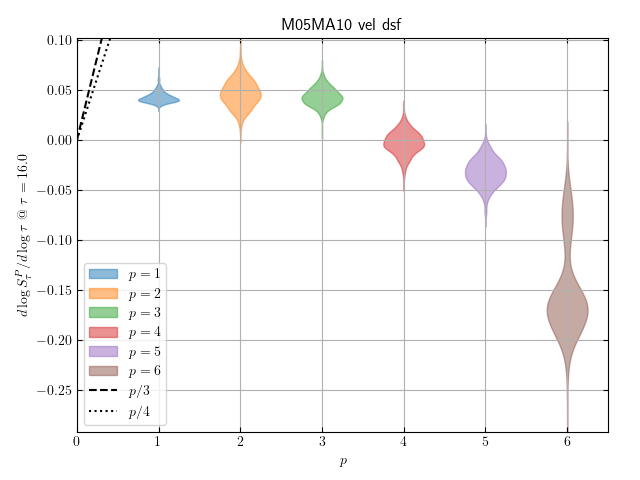 M05MA10 vel dsf
0.10
0.05
0.00
−0.05
−0.10
−0.15
−0.20
−0.25
d log S_τ^P / d log τ @ τ = 16.0
p = 1
p = 2
p = 3
p = 4
p = 5
p = 6
p/3
p/4
0 1 2 3 4 5 6
p